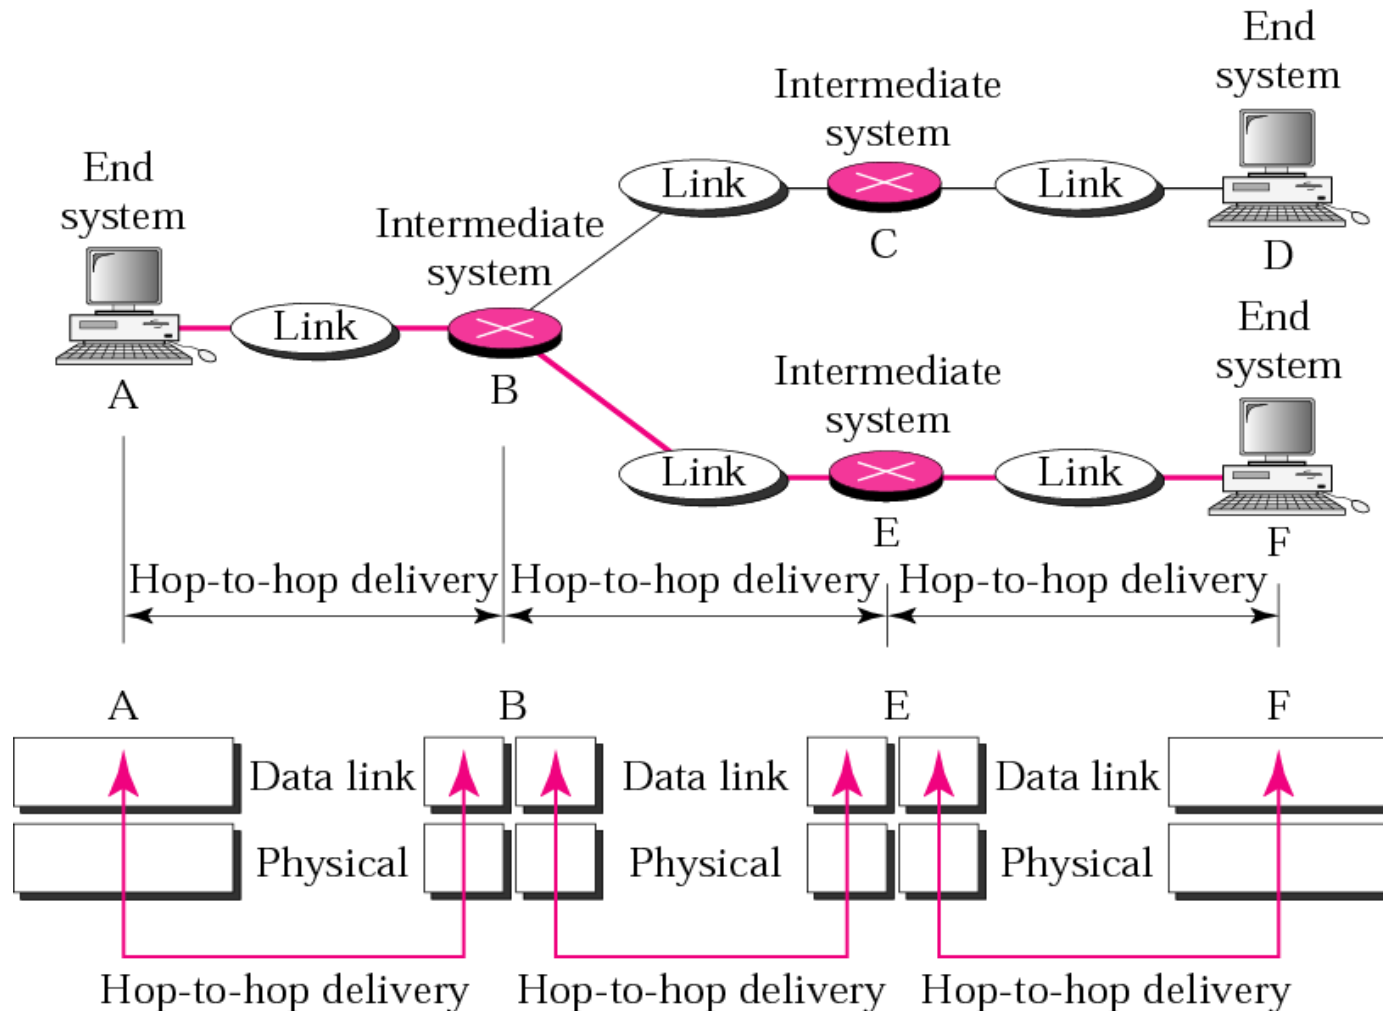 End
system
Intermediate
system
End
system
Link
Link
C
D
Intermediate
system
Link
A
B
End
system
Intermediate
system
Link
Link
E
F
Hop-to-hop delivery
Hop-to-hop delivery
Hop-to-hop delivery
A
B
E
F
Data link
Data link
Data link
Physical
Physical
Physical
Hop-to-hop delivery
Hop-to-hop delivery
Hop-to-hop delivery